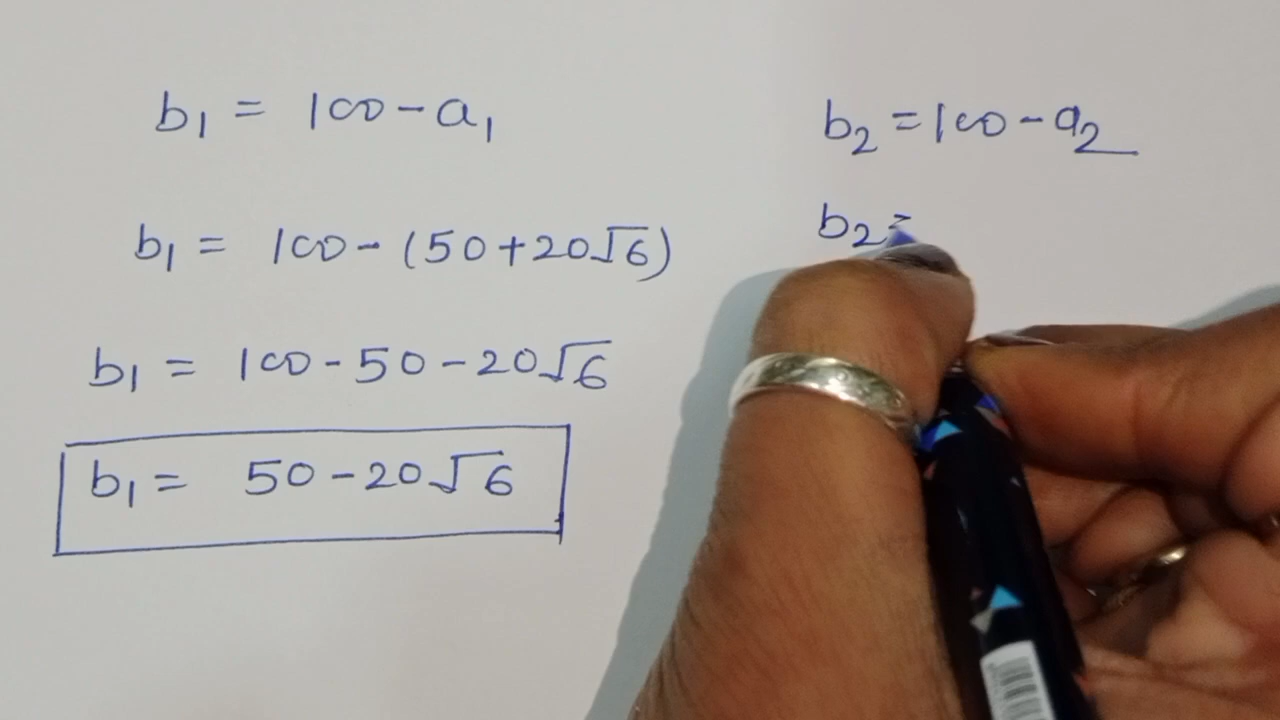 b₁ = 100 - a₁
b₁ = 100 - (50 + 20√6)
b₁ = 100 - 50 - 20√6
b₁ = 50 - 20√6
b₂ = 100 - a₂
b₂ =